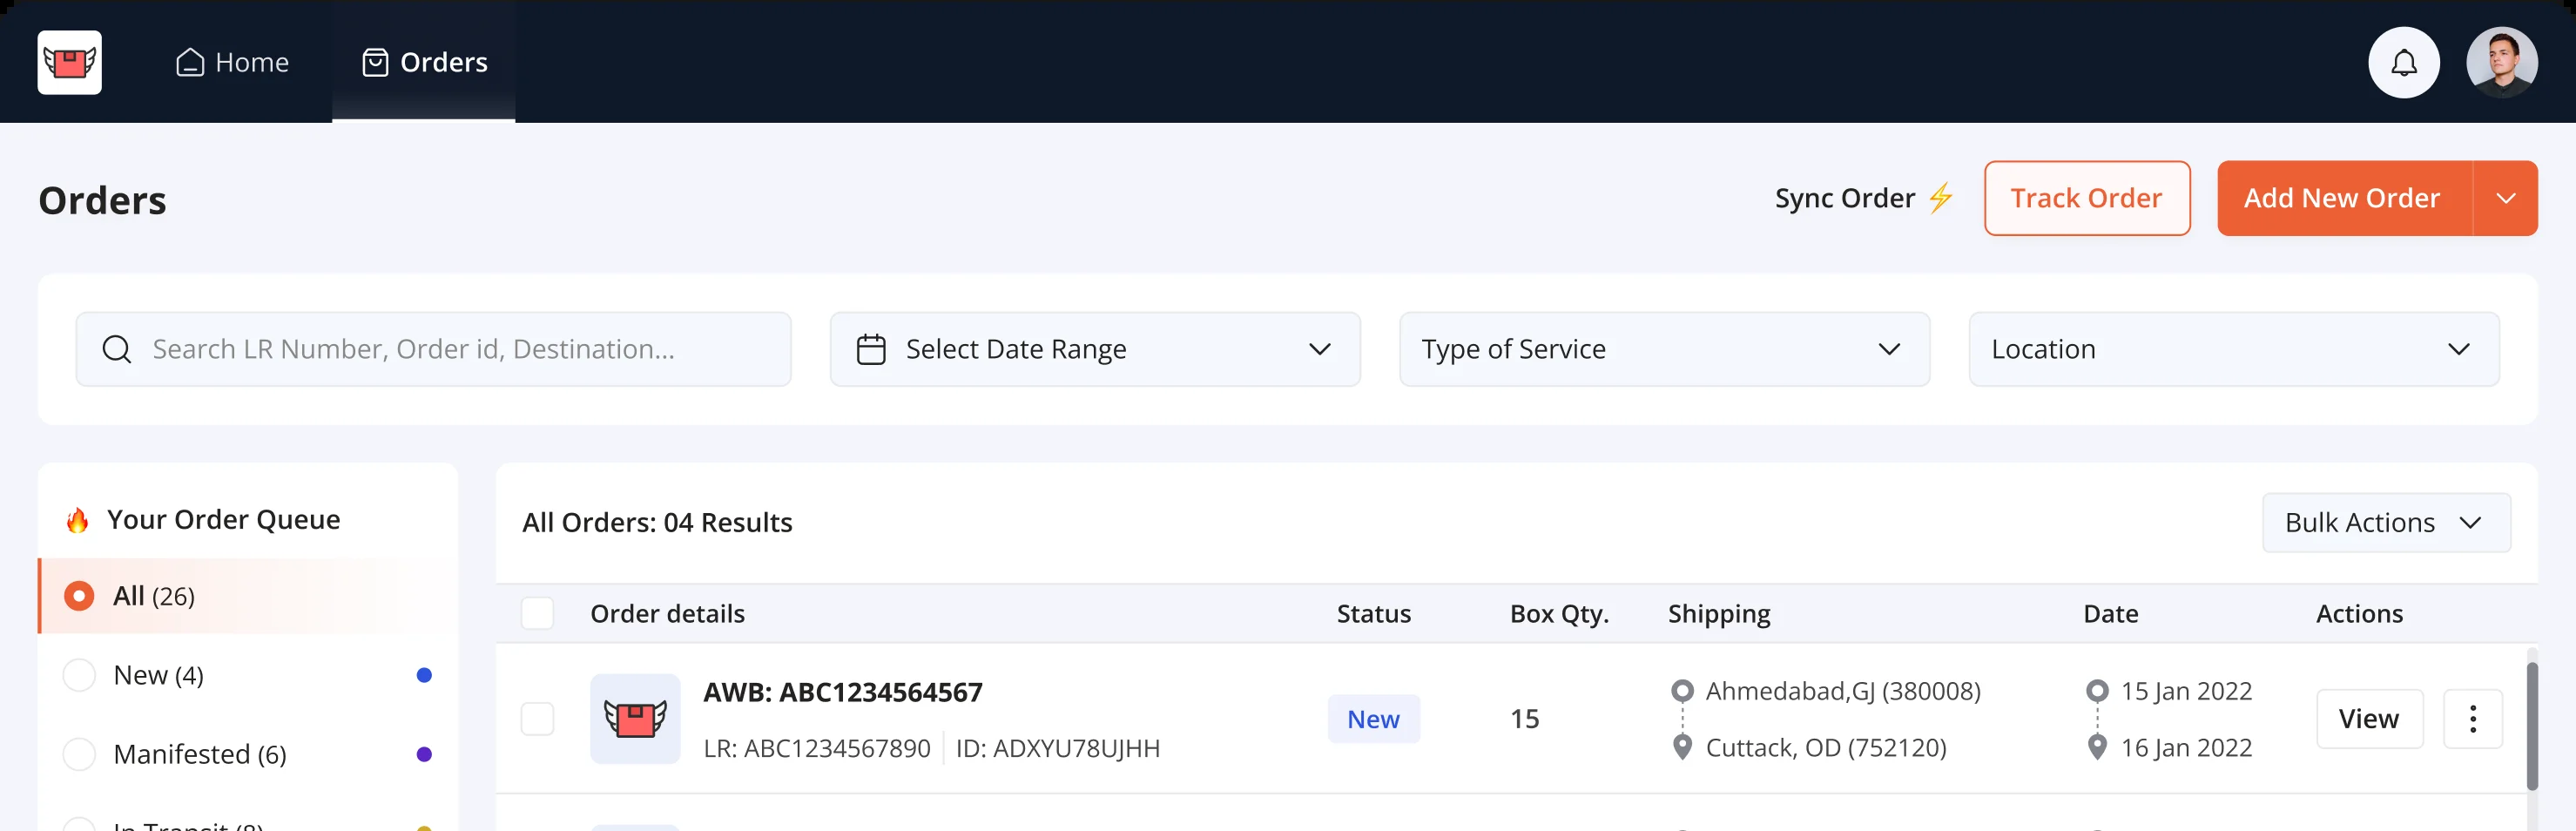 Home
Orders
Orders
Sync Order ⚡
Track Order
Add New Order
Search LR Number, Order id, Destination...
Select Date Range
Type of Service
Location
🔥 Your Order Queue
All (26)
New (4)
Manifested (6)
In Transit (8)
All Orders: 04 Results
Bulk Actions
Order details
Status
Box Qty.
Shipping
Date
Actions
AWB: ABC1234564567
LR: ABC1234567890 | ID: ADXYU78UJHH
New
15
Ahmedabad,GJ (380008)
Cuttack, OD (752120)
15 Jan 2022
16 Jan 2022
View